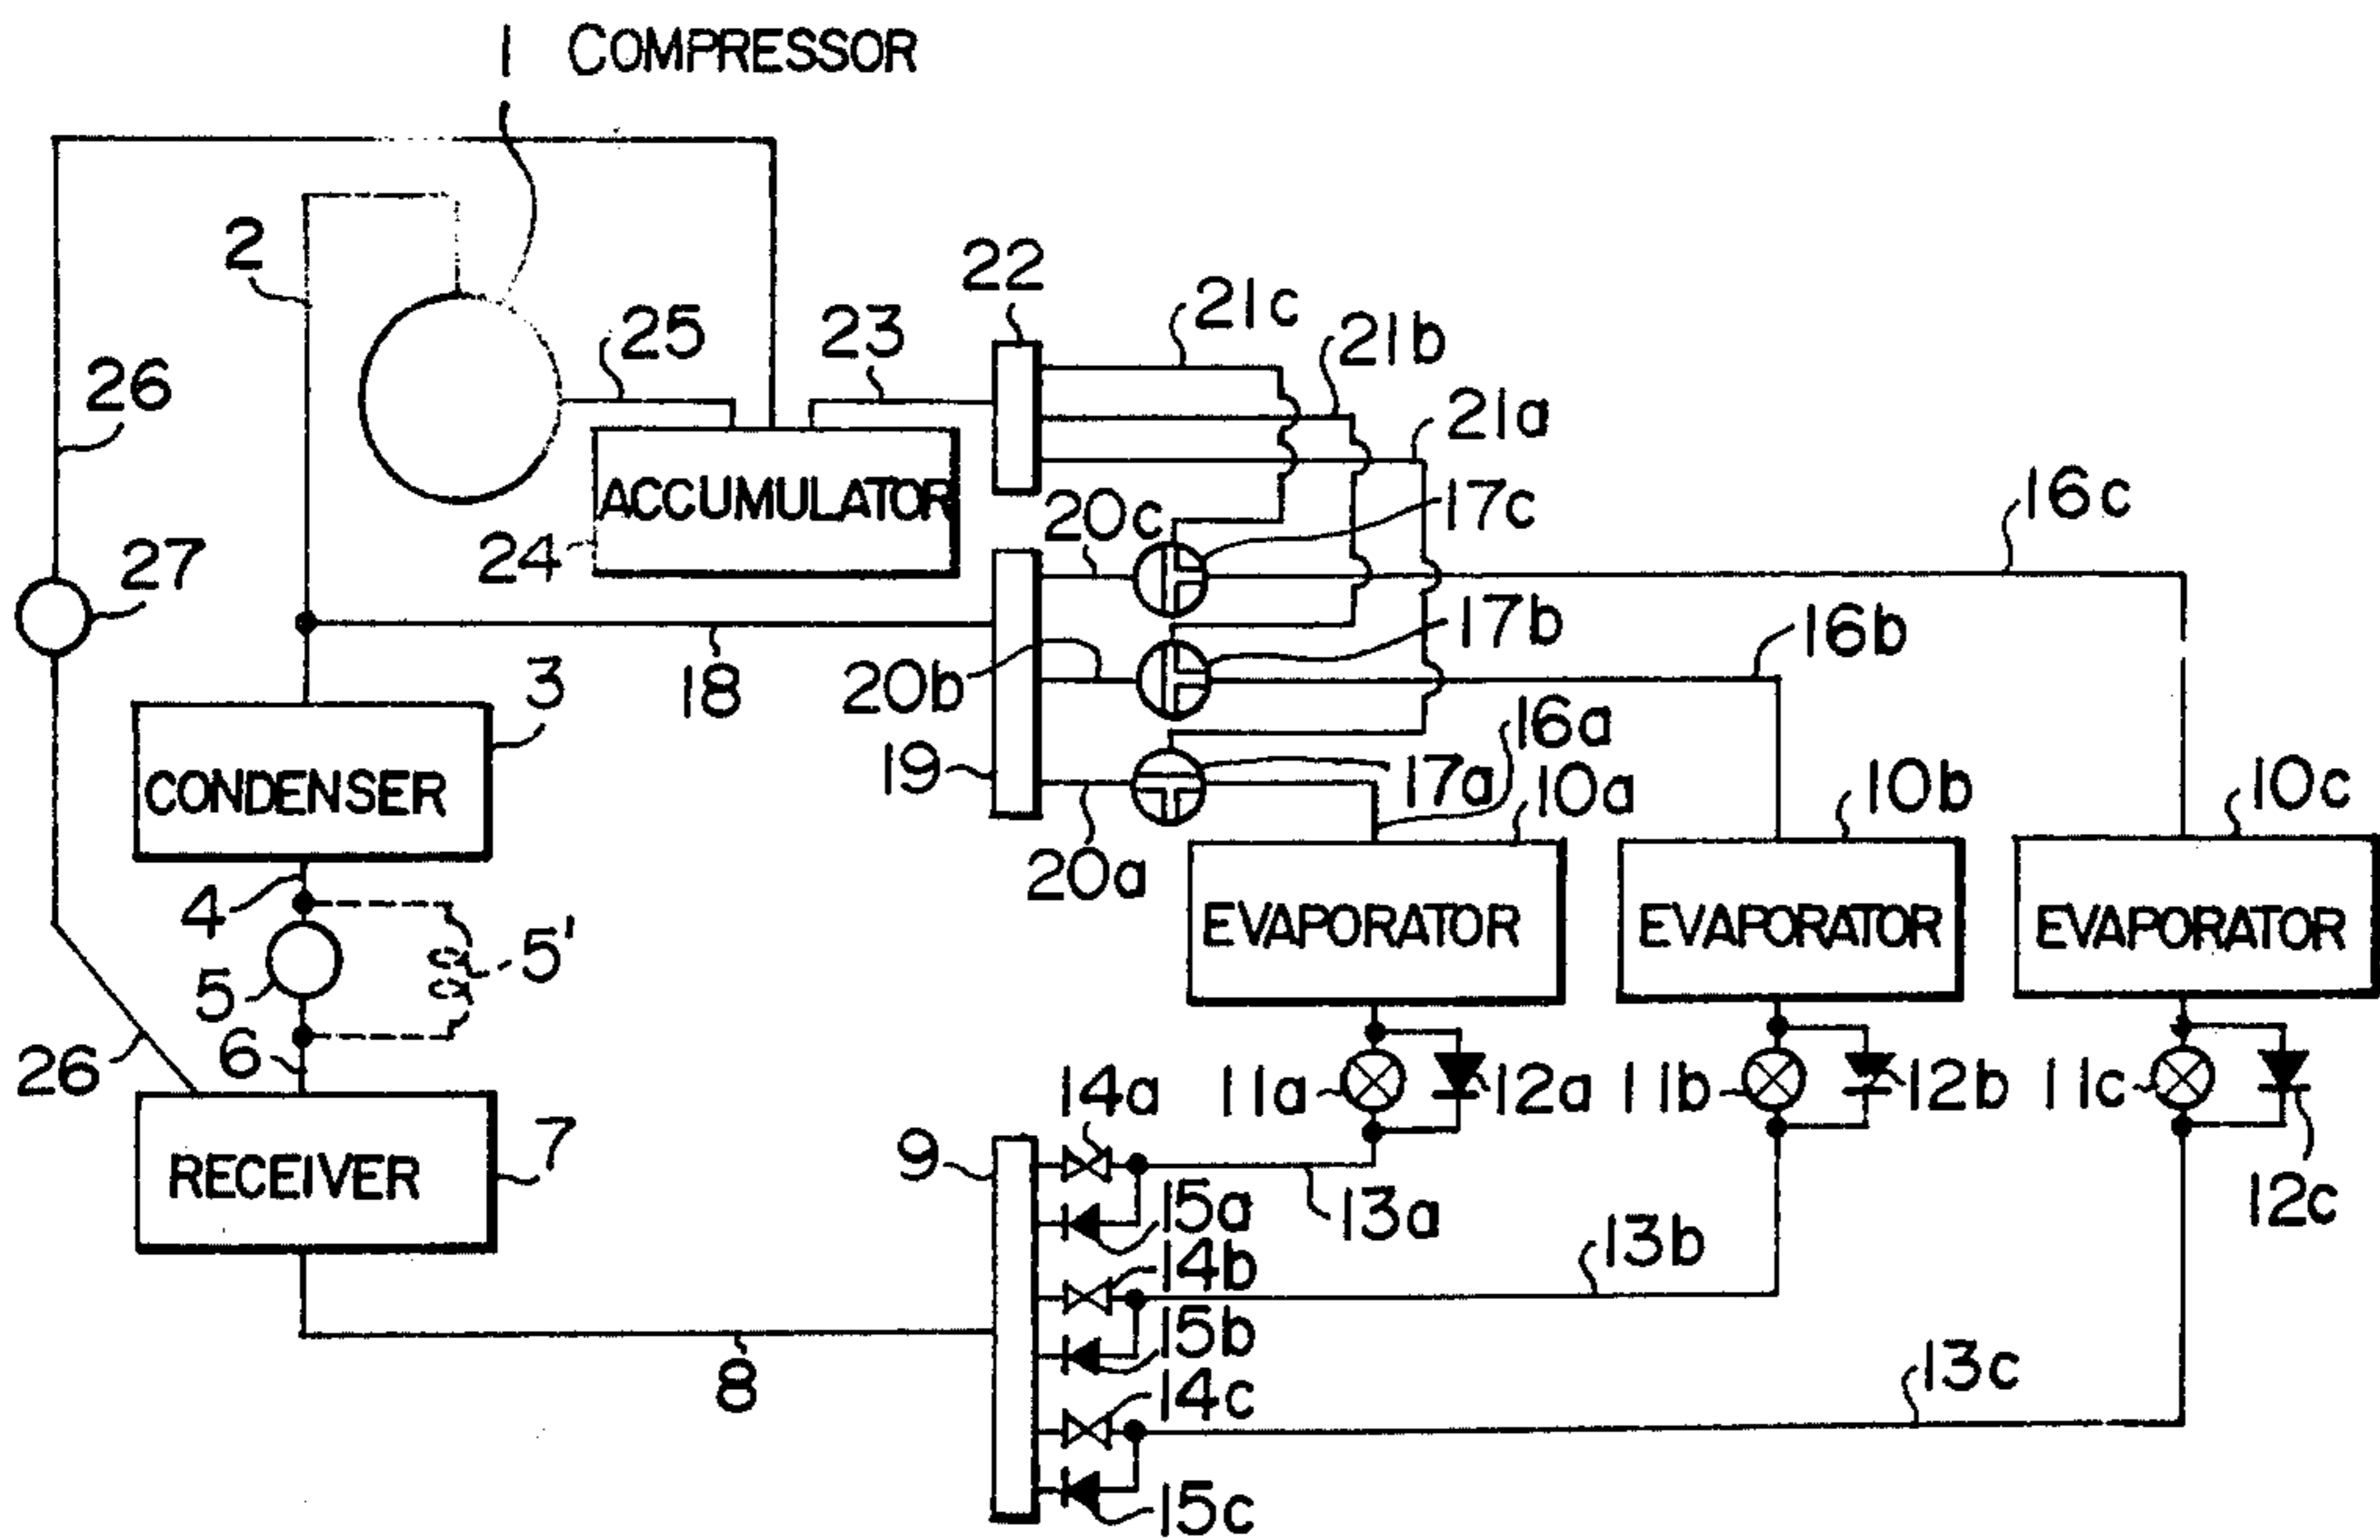 1 COMPRESSOR
2
22
21c
25
23
21b
26
21a
ACCUMULATOR
20c
17c
16c
24
27
17b
16b
3
18
20b
16a
19
17a
10a
10b
10c
CONDENSER
20a
4
EVAPORATOR
EVAPORATOR
EVAPORATOR
5'
5
26
6
14a
11a
12a
11b
12b
11c
7
9
RECEIVER
15a
13a
12c
14b
13b
15b
8
14c
13c
15c